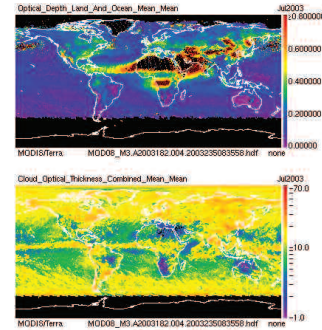 Optical_Depth_Land_And_Ocean_Mean_Mean Jul2003
0.800000
0.600000
0.400000
0.200000
0.00000
MODIS/Terra MOD08_M3.A2003182.004.2003235083558.hdf none
Cloud_Optical_Thickness_Combined_Mean_Mean Jul2003
70.0
10.0
1.0
MODIS/Terra MOD08_M3.A2003182.004.2003235083558.hdf none